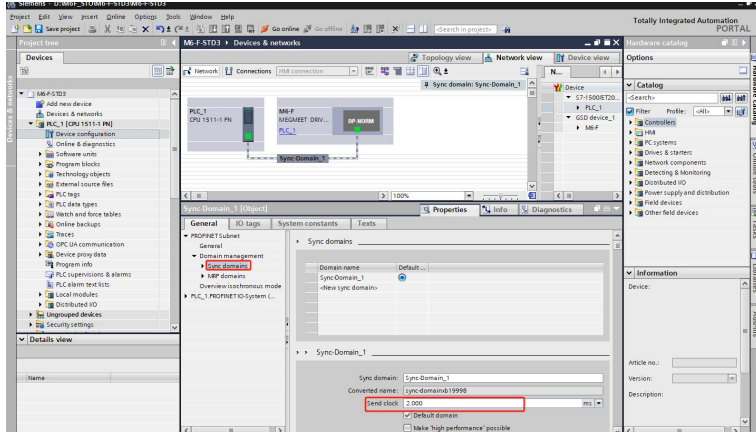 Siemens - D:\M6F_STD\M6-F-STD3\M6-F-STD3
Project Edit View Insert Online Options Tools Window Help
Save project
Go online
Go offline
<Search in project>
Totally Integrated Automation
PORTAL
Project tree
M6-F-STD3 ▸ Devices & networks
Hardware catalog
Devices
Topology view
Network view
Device view
Options
Network
Connections
HMI connection
N...
Sync domain: Sync-Domain_1
Catalog
<Search>
Filter
Profile: <All>
Controllers
HMI
PC systems
Drives & starters
Network components
Detecting & Monitoring
Distributed I/O
Power supply and distribution
Field devices
Other field devices
M6-F-STD3
Add new device
Devices & networks
PLC_1 [CPU 1511-1 PN]
Device configuration
Online & diagnostics
Software units
Program blocks
Technology objects
External source files
PLC tags
PLC data types
Watch and force tables
Online backups
Traces
OPC UA communication
Device proxy data
Program info
PLC supervisions & alarms
PLC alarm text lists
Local modules
Distributed I/O
Ungrouped devices
Security settings
Details view
Name
PLC_1
CPU 1511-1 PN
M6-F
MEGMEET DRIV...
PLC_1
DP-NORM
Sync-Domain_1
100%
Device
S7-1500/ET20...
PLC_1
GSD device_1
M6-F
Sync-Domain_1 [Object]
Properties
Info
Diagnostics
General
IO tags
System constants
Texts
PROFINET Subnet
General
Domain management
Sync domains
MRP domains
Overview isochronous mode
PLC_1.PROFINET IO-System (...
Sync domains
Domain name
Default ...
Sync-Domain_1
<New sync domain>
Sync-Domain_1
Sync domain: Sync-Domain_1
Converted name: sync-domainxb19998
Send clock 2.000 ms
Default domain
Make 'high performance' possible
Information
Device:
Article no.:
Version:
Description:
Devices & networks
Hardware catalog
Online tools
Tasks